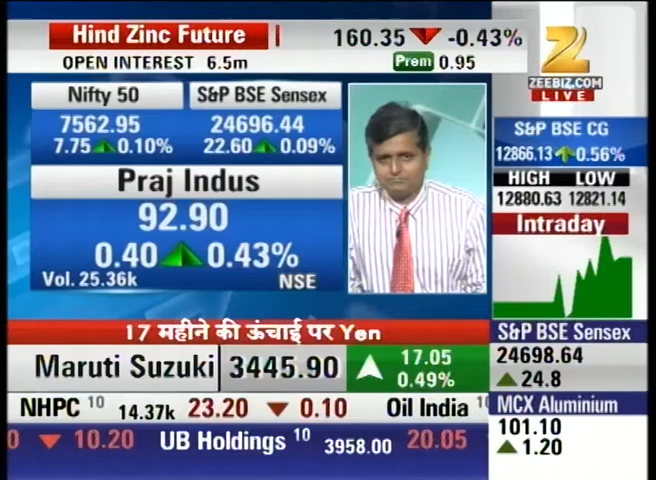 Hind Zinc Future 160.35 -0.43%
OPEN INTEREST 6.5m Prem 0.95
Z
ZEEBIZ.COM
LIVE
Nifty 50
7562.95
7.75 0.10%
S&P BSE Sensex
24696.44
22.60 0.09%
Praj Indus
92.90
0.40 0.43%
Vol. 25.36k NSE
S&P BSE CG
12866.13 0.56%
HIGH LOW
12880.63 12821.14
Intraday
17 महीने की ऊंचाई पर Yen
Maruti Suzuki 3445.90 17.05
0.49%
S&P BSE Sensex
24698.64
24.8
NHPC 10 14.37k 23.20 0.10 Oil India 10
MCX Aluminium
101.10
1.20
0 10.20 UB Holdings 10 3958.00 20.05